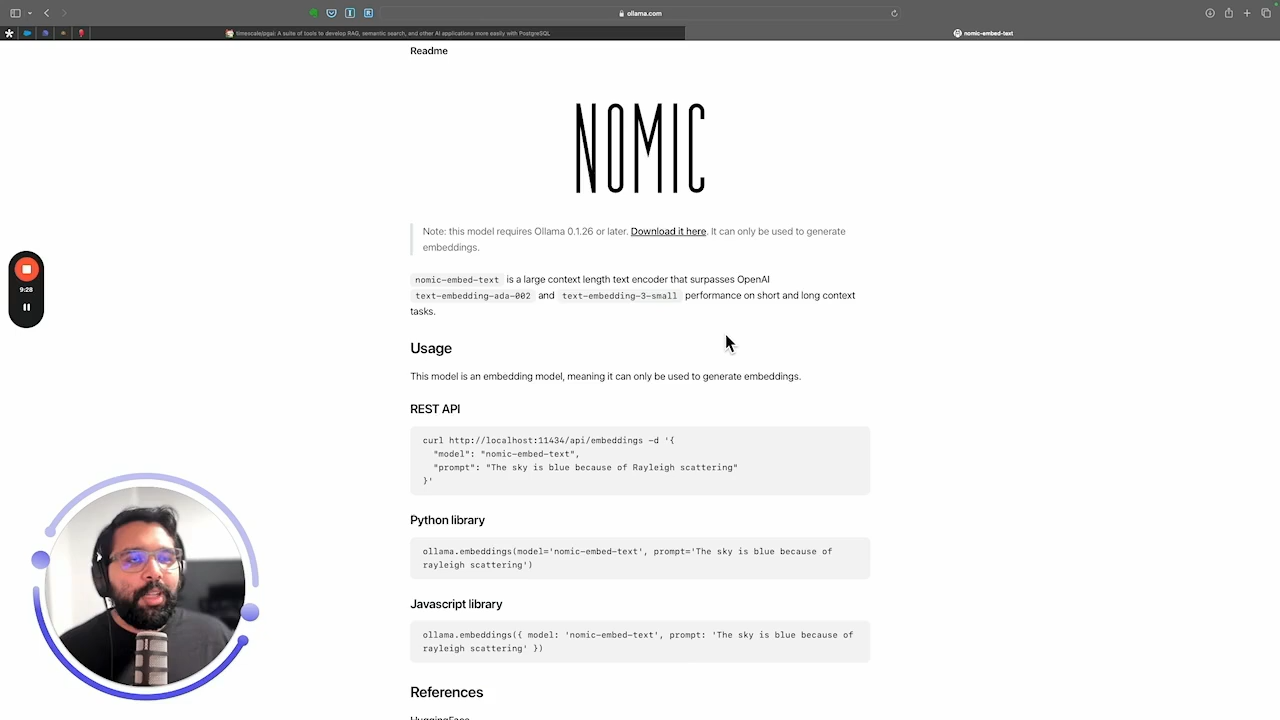 ollama.com
timescale/pgai: A suite of tools to develop RAG, semantic search, and other AI applications more easily with PostgreSQL
nomic-embed-text
Readme
NOMIC
Note: this model requires Ollama 0.1.26 or later. Download it here. It can only be used to generate
embeddings.
nomic-embed-text is a large context length text encoder that surpasses OpenAI
text-embedding-ada-002 and text-embedding-3-small performance on short and long context
tasks.
9:28
Usage
This model is an embedding model, meaning it can only be used to generate embeddings.
REST API
curl http://localhost:11434/api/embeddings -d '{
"model": "nomic-embed-text",
"prompt": "The sky is blue because of Rayleigh scattering"
}'
Python library
ollama.embeddings(model='nomic-embed-text', prompt='The sky is blue because of
rayleigh scattering')
Javascript library
ollama.embeddings({ model: 'nomic-embed-text', prompt: 'The sky is blue because of
rayleigh scattering' })
References
HuggingFace